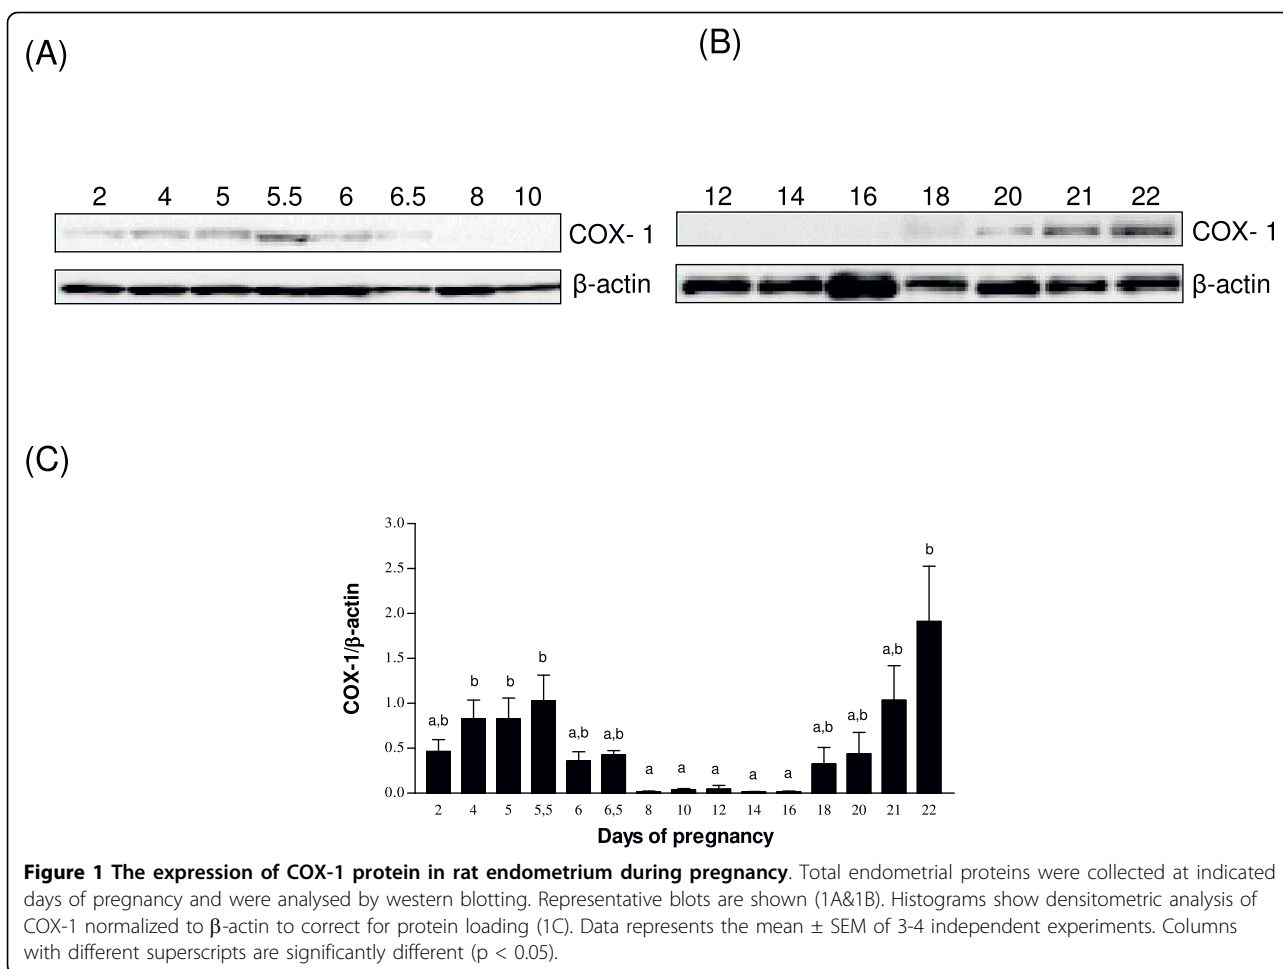 (A)
(B)
2 4 5 5.5 6 6.5 8 10
COX- 1
β-actin
12 14 16 18 20 21 22
COX- 1
β-actin
(C)
3.0
2.5
2.0
1.5
1.0
0.5
0.0
COX-1/β-actin
a,b b b b a,b a,b a a a a a a,b a,b a,b b
2 4 5 5,5 6 6,5 8 10 12 14 16 18 20 21 22
Days of pregnancy
Figure 1 The expression of COX-1 protein in rat endometrium during pregnancy. Total endometrial proteins were collected at indicated
days of pregnancy and were analysed by western blotting. Representative blots are shown (1A&1B). Histograms show densitometric analysis of
COX-1 normalized to β-actin to correct for protein loading (1C). Data represents the mean ± SEM of 3-4 independent experiments. Columns
with different superscripts are significantly different (p < 0.05).